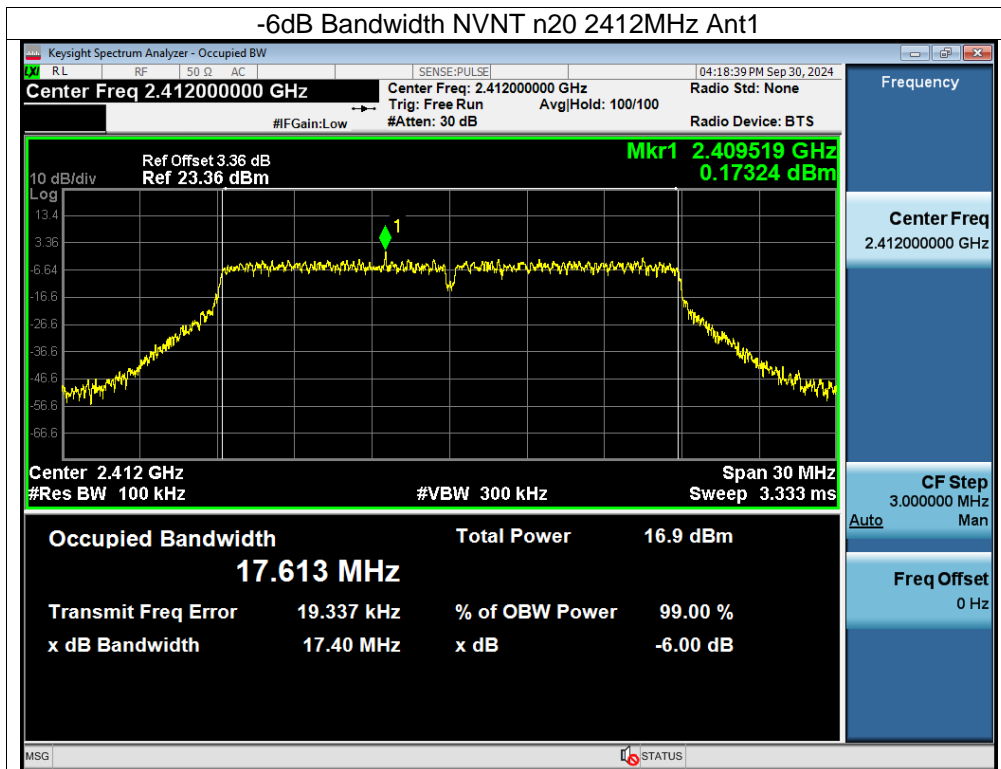 -6dB Bandwidth NVNT n20 2412MHz Ant1
Keysight Spectrum Analyzer - Occupied BW
LXI RL RF 50 Ω AC SENSE:PULSE 04:18:39 PM Sep 30, 2024
Center Freq 2.412000000 GHz
Center Freq: 2.412000000 GHz
Radio Std: None
Trig: Free Run Avg|Hold: 100/100
#IFGain:Low
#Atten: 30 dB
Radio Device: BTS
Frequency
Mkr1 2.409519 GHz
0.17324 dBm
Ref Offset 3.36 dB
10 dB/div Ref 23.36 dBm
Log
13.4
1
3.36
-6.64
-16.6
-26.6
-36.6
-46.6
-56.6
-66.6
Center 2.412 GHz Span 30 MHz
#Res BW 100 kHz #VBW 300 kHz Sweep 3.333 ms
Center Freq
2.412000000 GHz
CF Step
3.000000 MHz
Auto Man
Freq Offset
0 Hz
Occupied Bandwidth Total Power 16.9 dBm
17.613 MHz
Transmit Freq Error 19.337 kHz % of OBW Power 99.00 %
x dB Bandwidth 17.40 MHz x dB -6.00 dB
MSG STATUS